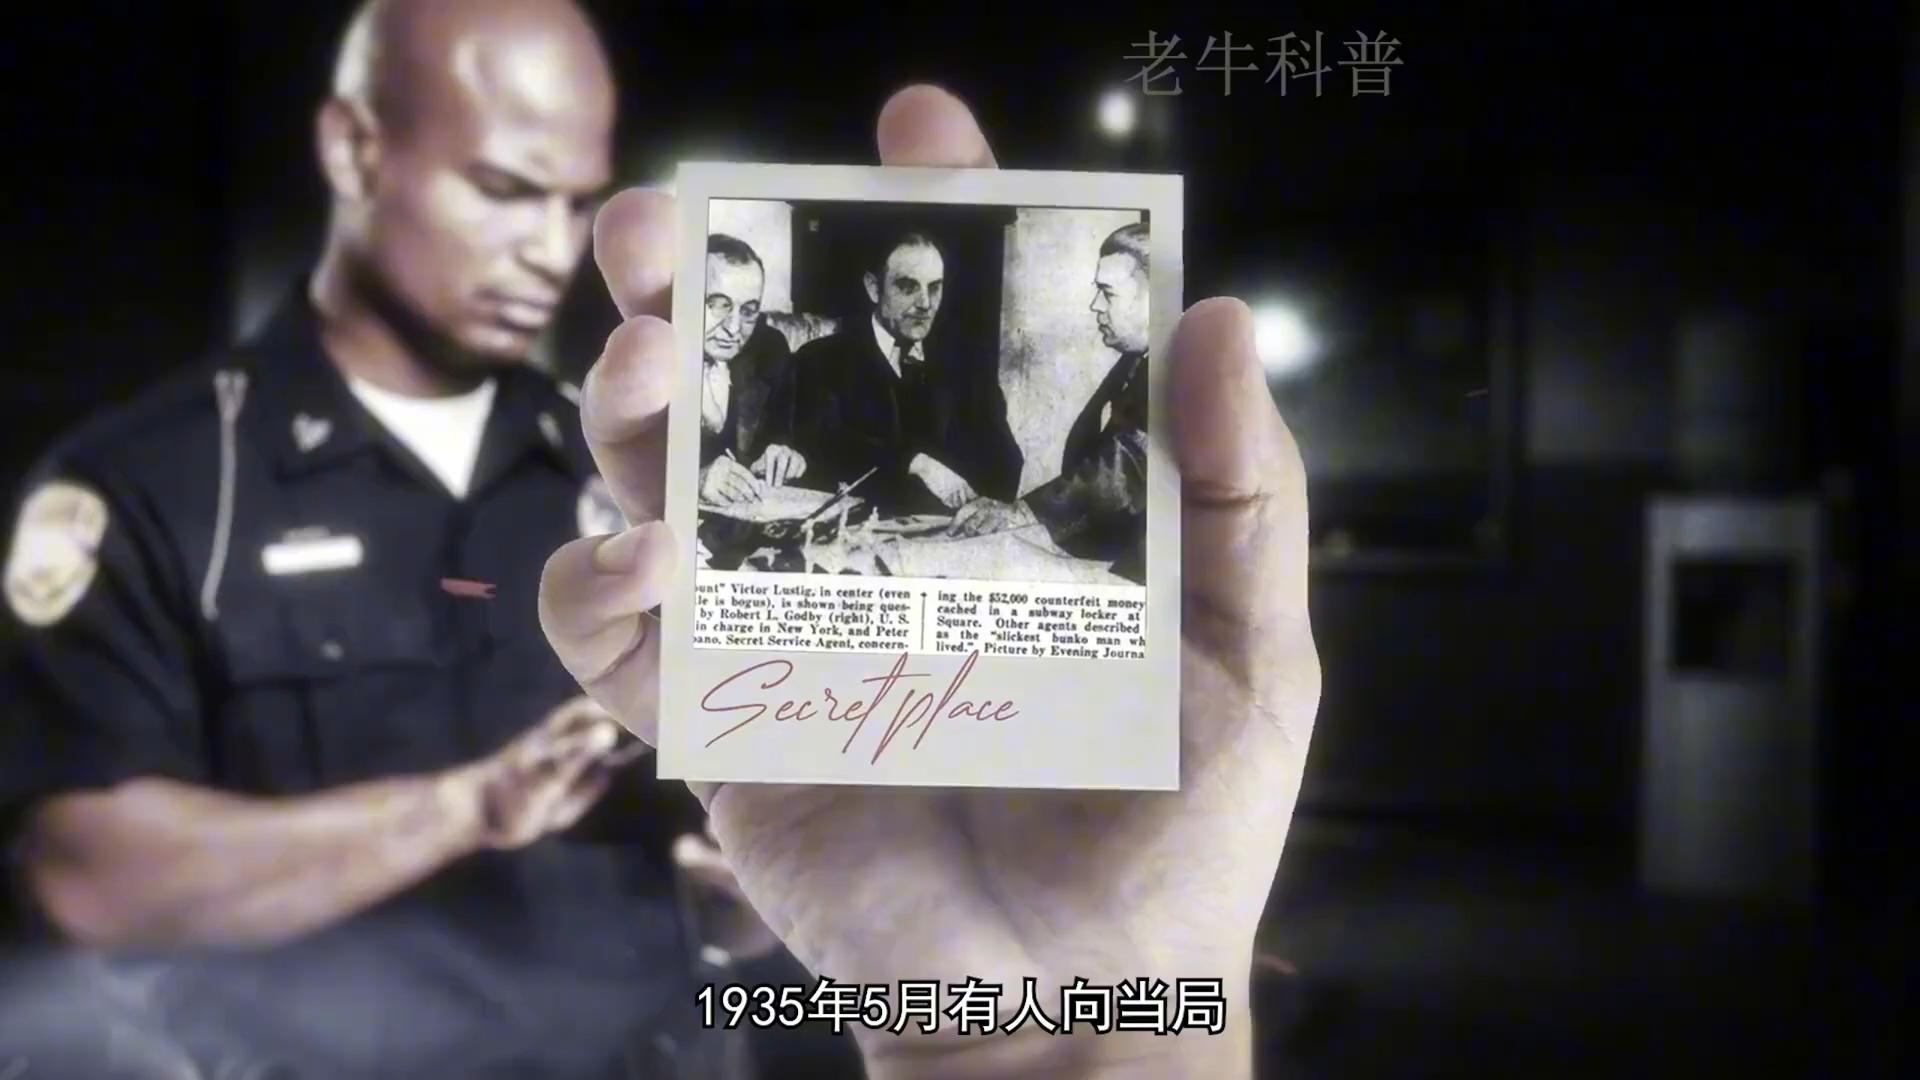 老牛科普
ount" Victor Lustig, in center (even
le is bogus), is shown being ques-
by Robert L. Godby (right), U. S.
in charge in New York, and Peter
ano. Secret Service Agent, concern-
ing the $52,000 counterfeit money
cached in a subway locker at
Square. Other agents described
as the "slickest bunko man wh
lived." Picture by Evening Journa
Secret place
1935年5月有人向当局